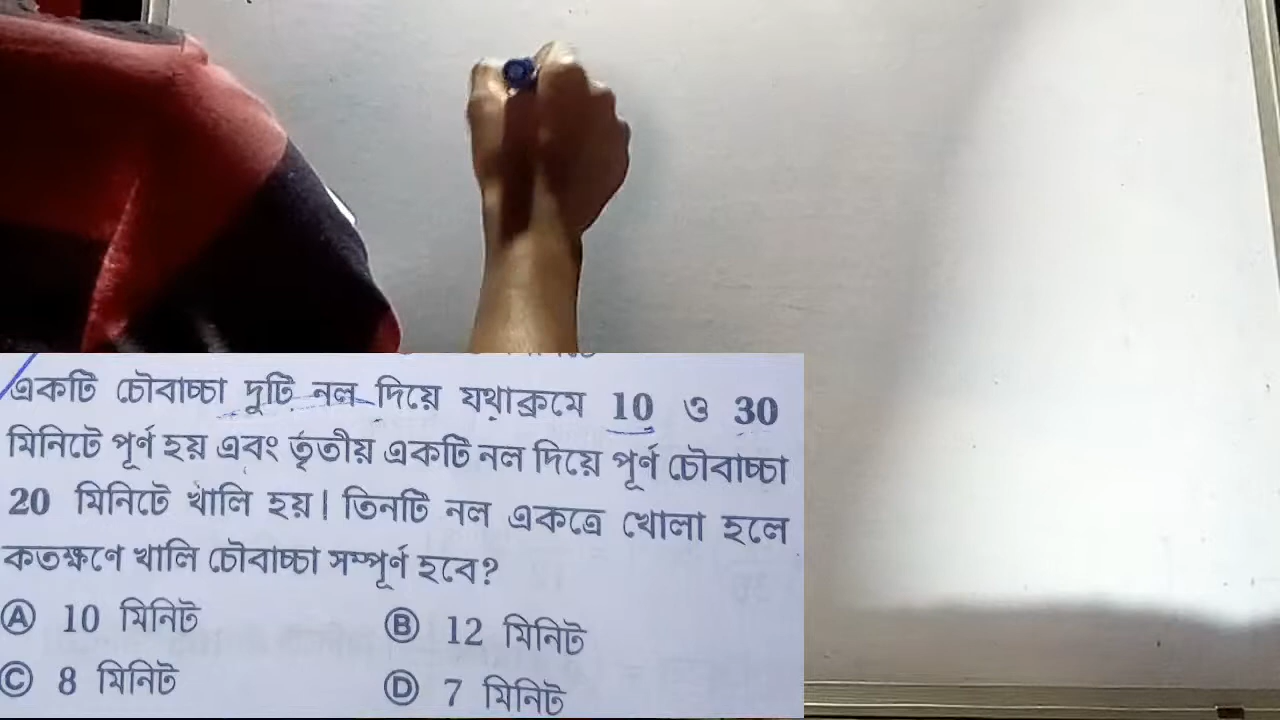 একটি চৌবাচ্চা দুটি নল দিয়ে যথাক্রমে 10 ও 30
মিনিটে পূর্ণ হয় এবং তৃতীয় একটি নল দিয়ে পূর্ণ চৌবাচ্চা
20 মিনিটে খালি হয়। তিনটি নল একত্রে খোলা হলে
কতক্ষণে খালি চৌবাচ্চা সম্পূর্ণ হবে?
Ⓐ 10 মিনিট Ⓑ 12 মিনিট
Ⓒ 8 মিনিট Ⓓ 7 মিনিট